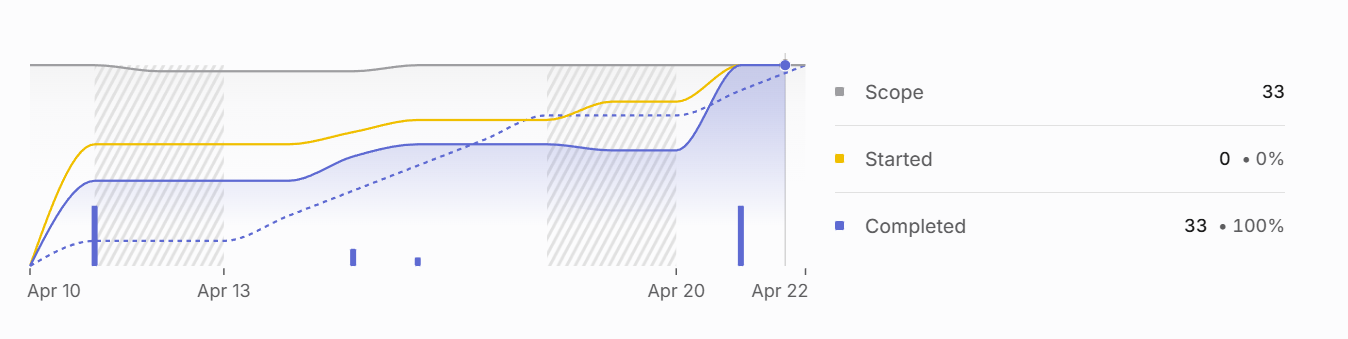 Scope 33
Started 0 • 0%
Completed 33 • 100%
Apr 10 Apr 13 Apr 20 Apr 22